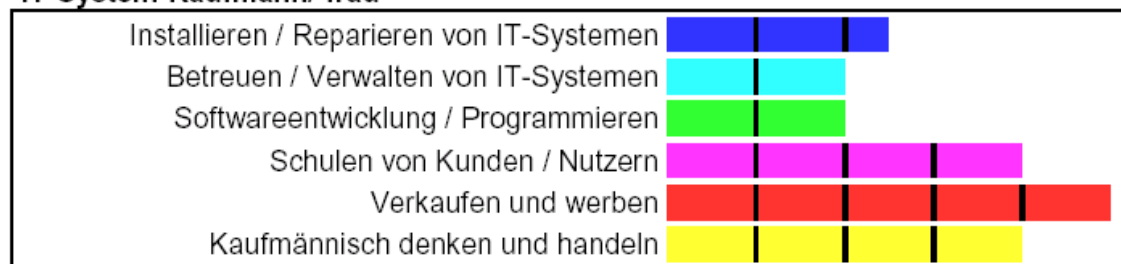 Installieren / Reparieren von IT-Systemen
Betreuen / Verwalten von IT-Systemen
Softwareentwicklung / Programmieren
Schulen von Kunden / Nutzern
Verkaufen und werben
Kaufmännisch denken und handeln